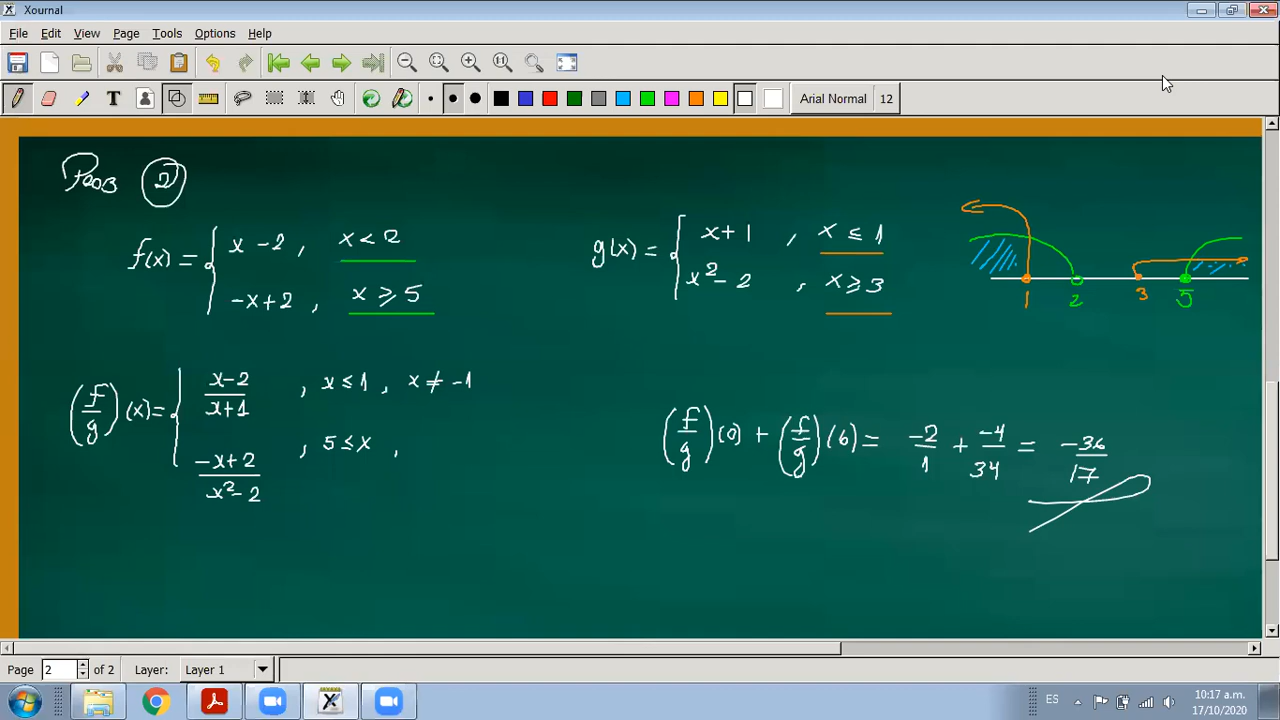 Xournal
File Edit View Page Tools Options Help
Arial Normal 12
PROB 2
f(x) = { x - 2 , x < 2
-x + 2 , x ≥ 5
g(x) = { x + 1 , x ≤ 1
x² - 2 , x ≥ 3
1 2 3 5
(f/g)(x) = { x-2/x+1 , x ≤ 1 , x ≠ -1
-x+2/x²-2 , 5 ≤ x ,
(f/g)(0) + (f/g)(6) = -2/1 + -4/34 = -36/17
Page 2 of 2 Layer: Layer 1
ES 10:17 a.m.
17/10/2020